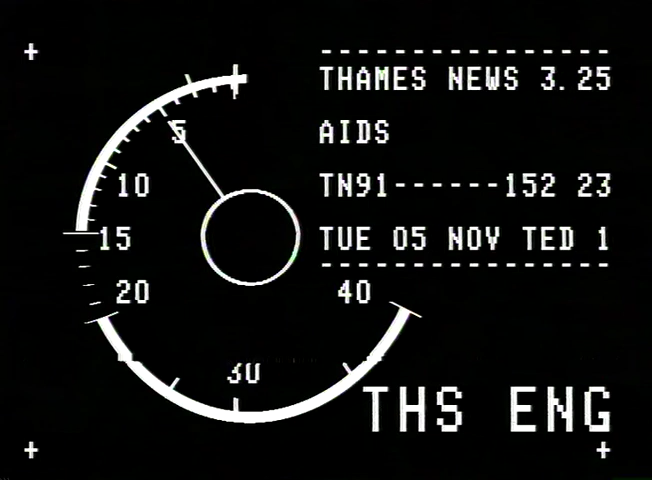 ----------------
THAMES NEWS 3.25
AIDS
TN91------152 23
TUE 05 NOV TED 1
----------------
5
10
15
20
30
40
THS ENG